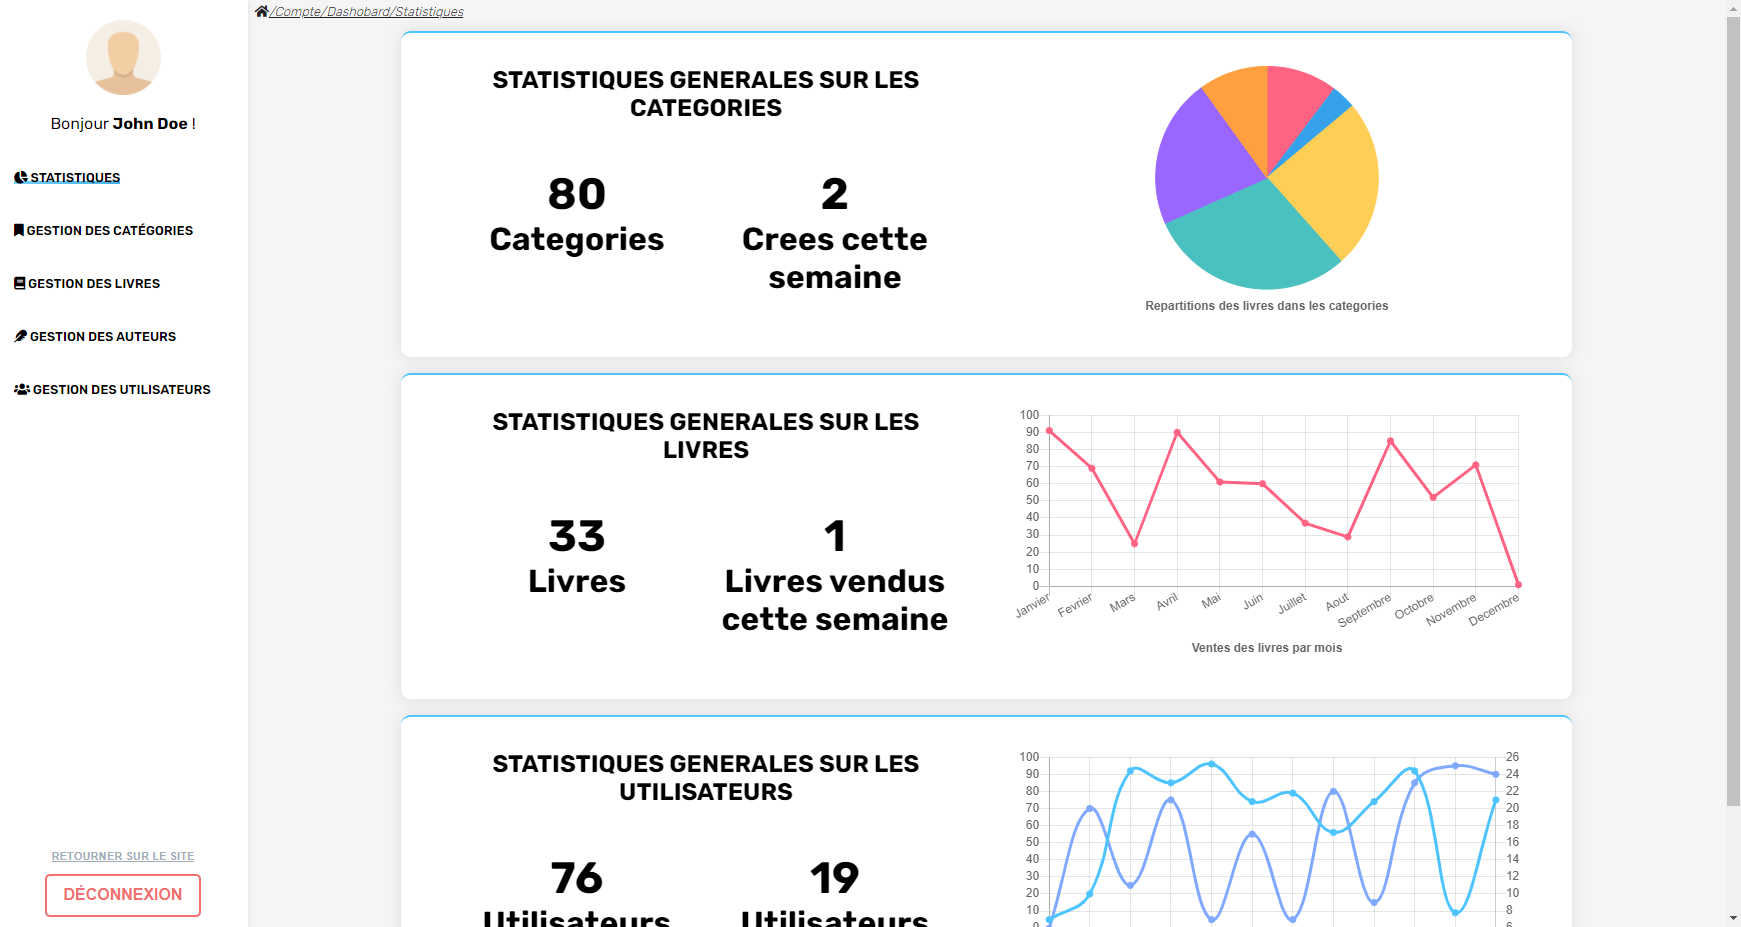 /Compte/Dashobard/Statistiques
Bonjour John Doe !
STATISTIQUES
GESTION DES CATÉGORIES
GESTION DES LIVRES
GESTION DES AUTEURS
GESTION DES UTILISATEURS
RETOURNER SUR LE SITE
DÉCONNEXION
STATISTIQUES GENERALES SUR LES
CATEGORIES
80
Categories
2
Crees cette
semaine
Repartitions des livres dans les categories
STATISTIQUES GENERALES SUR LES
LIVRES
33
Livres
1
Livres vendus
cette semaine
100
90
80
70
60
50
40
30
20
10
0
Janvier
Fevrier
Mars
Avril
Mai
Juin
Juillet
Aout
Septembre
Octobre
Novembre
Decembre
Ventes des livres par mois
STATISTIQUES GENERALES SUR LES
UTILISATEURS
76
Utilisateurs
19
Utilisateurs
100
90
80
70
60
50
40
30
20
10
0
26
24
22
20
18
16
14
12
10
8
6